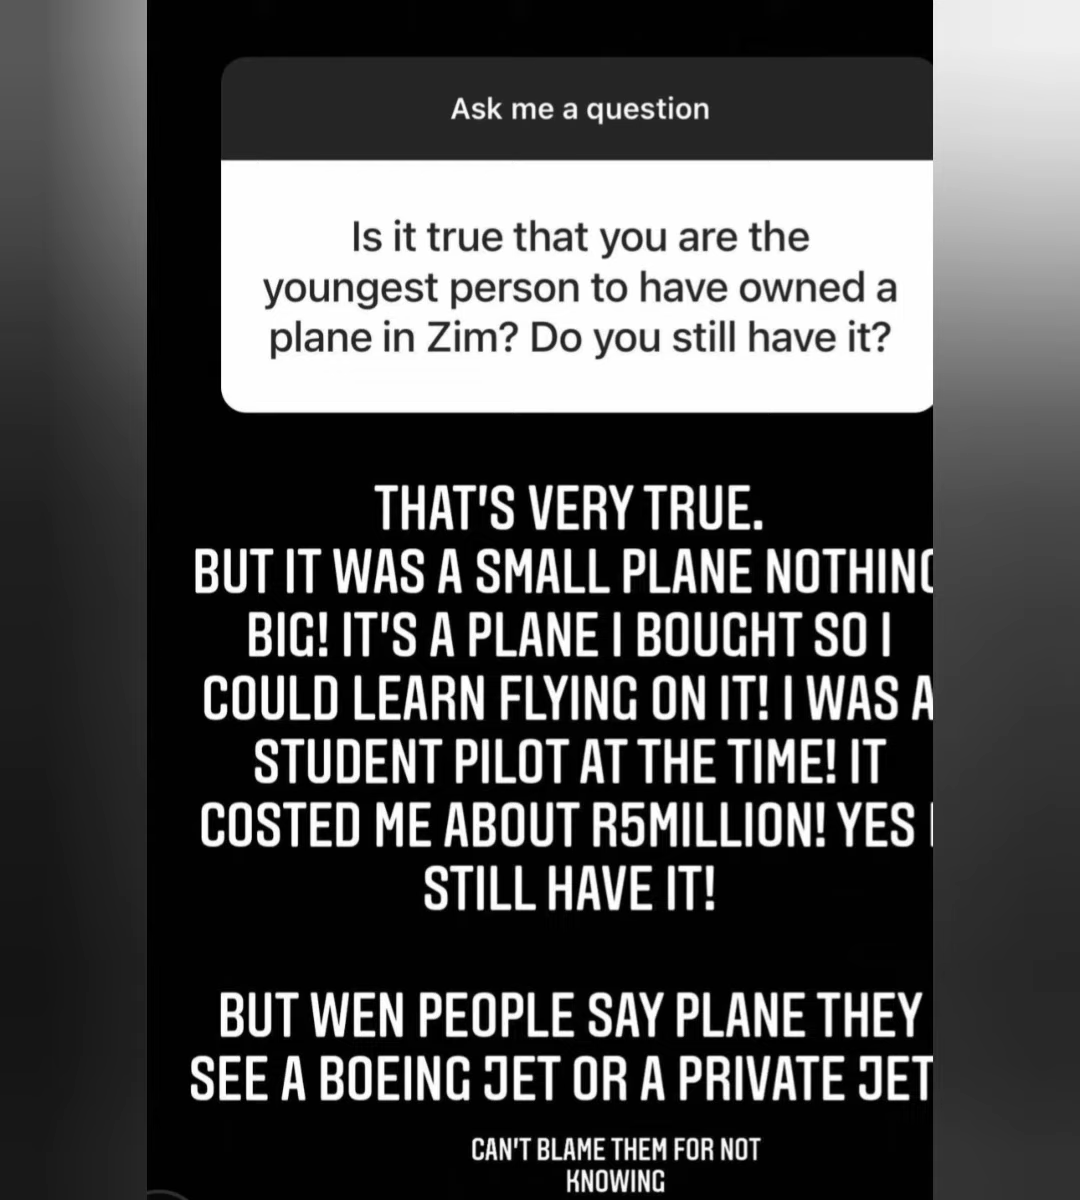 Ask me a question
Is it true that you are the
youngest person to have owned a
plane in Zim? Do you still have it?
THAT'S VERY TRUE.
BUT IT WAS A SMALL PLANE NOTHING
BIG! IT'S A PLANE I BOUGHT SO I
COULD LEARN FLYING ON IT! I WAS A
STUDENT PILOT AT THE TIME! IT
COSTED ME ABOUT R5MILLION! YES I
STILL HAVE IT!
BUT WEN PEOPLE SAY PLANE THEY
SEE A BOEING JET OR A PRIVATE JET
CAN'T BLAME THEM FOR NOT
KNOWING